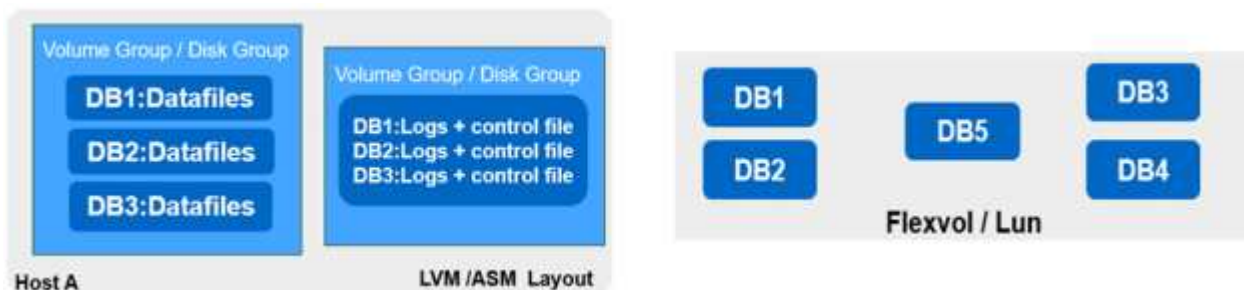 Volume Group / Disk Group
DB1:Datafiles
DB2:Datafiles
DB3:Datafiles
Volume Group / Disk Group
DB1:Logs + control file
DB2:Logs + control file
DB3:Logs + control file
Host A
LVM /ASM Layout
DB1
DB2
DB5
DB3
DB4
Flexvol / Lun